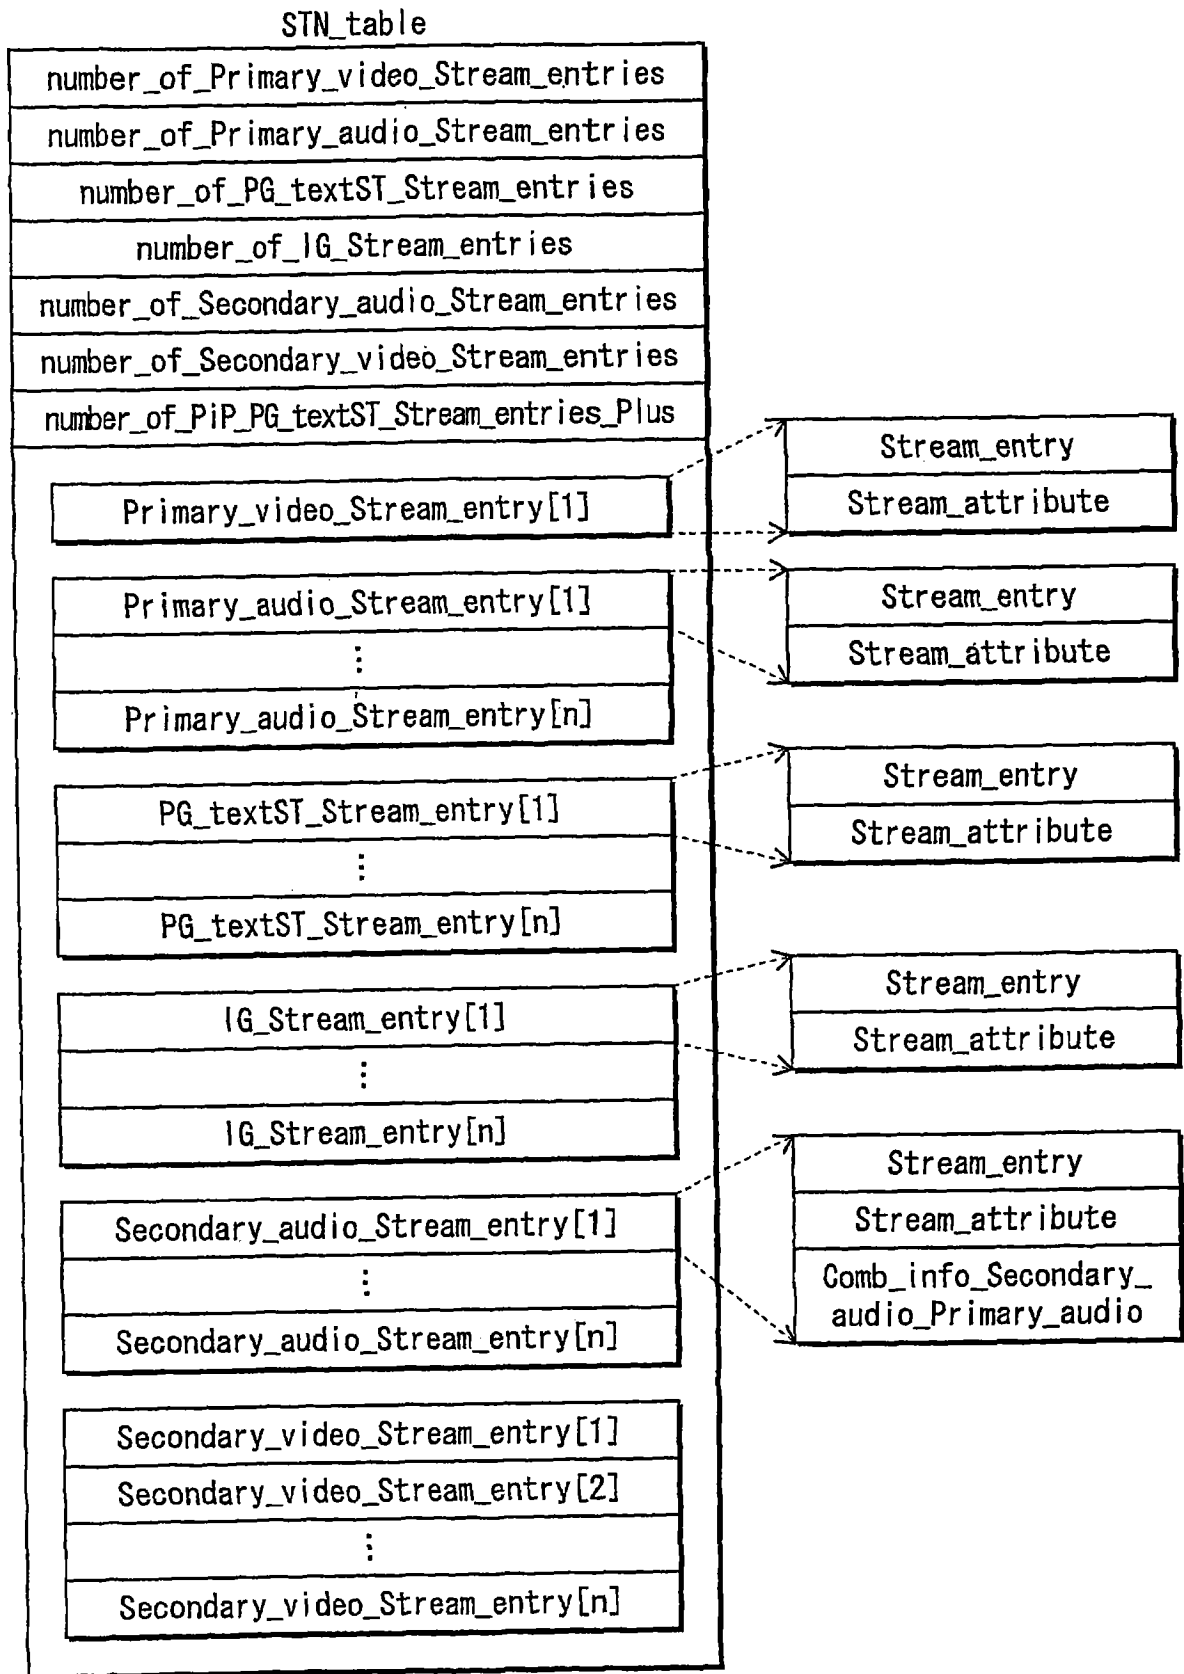 STN_table
number_of_Primary_video_Stream_entries
number_of_Primary_audio_Stream_entries
number_of_PG_textST_Stream_entries
number_of_IG_Stream_entries
number_of_Secondary_audio_Stream_entries
number_of_Secondary_video_Stream_entries
number_of_PiP_PG_textST_Stream_entries_Plus
Primary_video_Stream_entry[1]
Stream_entry
Stream_attribute
Primary_audio_Stream_entry[1]
⋮
Primary_audio_Stream_entry[n]
Stream_entry
Stream_attribute
PG_textST_Stream_entry[1]
⋮
PG_textST_Stream_entry[n]
Stream_entry
Stream_attribute
IG_Stream_entry[1]
⋮
IG_Stream_entry[n]
Stream_entry
Stream_attribute
Secondary_audio_Stream_entry[1]
⋮
Secondary_audio_Stream_entry[n]
Stream_entry
Stream_attribute
Comb_info_Secondary_
audio_Primary_audio
Secondary_video_Stream_entry[1]
Secondary_video_Stream_entry[2]
⋮
Secondary_video_Stream_entry[n]